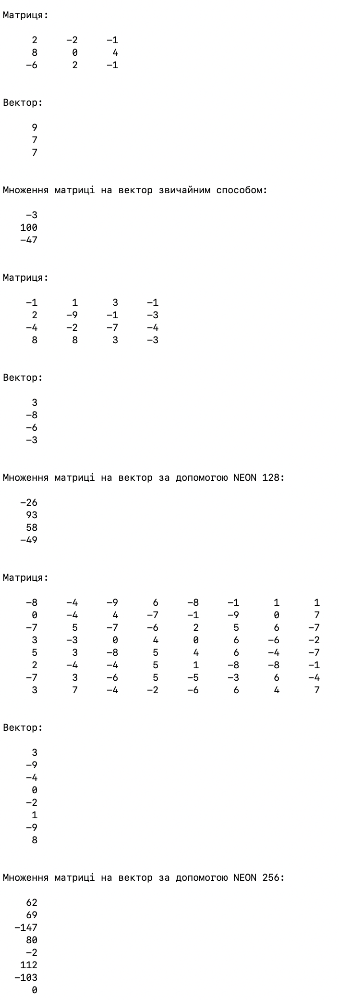 Матриця:
2 -2 -1
8 0 4
-6 2 -1
Вектор:
9
7
7
Множення матриці на вектор звичайним способом:
-3
100
-47
Матриця:
-1 1 3 -1
2 -9 -1 -3
-4 -2 -7 -4
8 8 3 -3
Вектор:
3
-8
-6
-3
Множення матриці на вектор за допомогою NEON 128:
-26
93
58
-49
Матриця:
-8 -4 -9 6 -8 -1 1 1
0 -4 4 -7 -1 -9 0 7
-7 5 -7 -6 2 5 6 -7
3 -3 0 4 0 6 -6 -2
5 3 -8 5 4 6 -4 -7
2 -4 -4 5 1 -8 -8 -1
-7 3 -6 5 -5 -3 6 -4
3 7 -4 -2 -6 6 4 7
Вектор:
3
-9
-4
0
-2
1
-9
8
Множення матриці на вектор за допомогою NEON 256:
62
69
-147
80
-2
112
-103
0